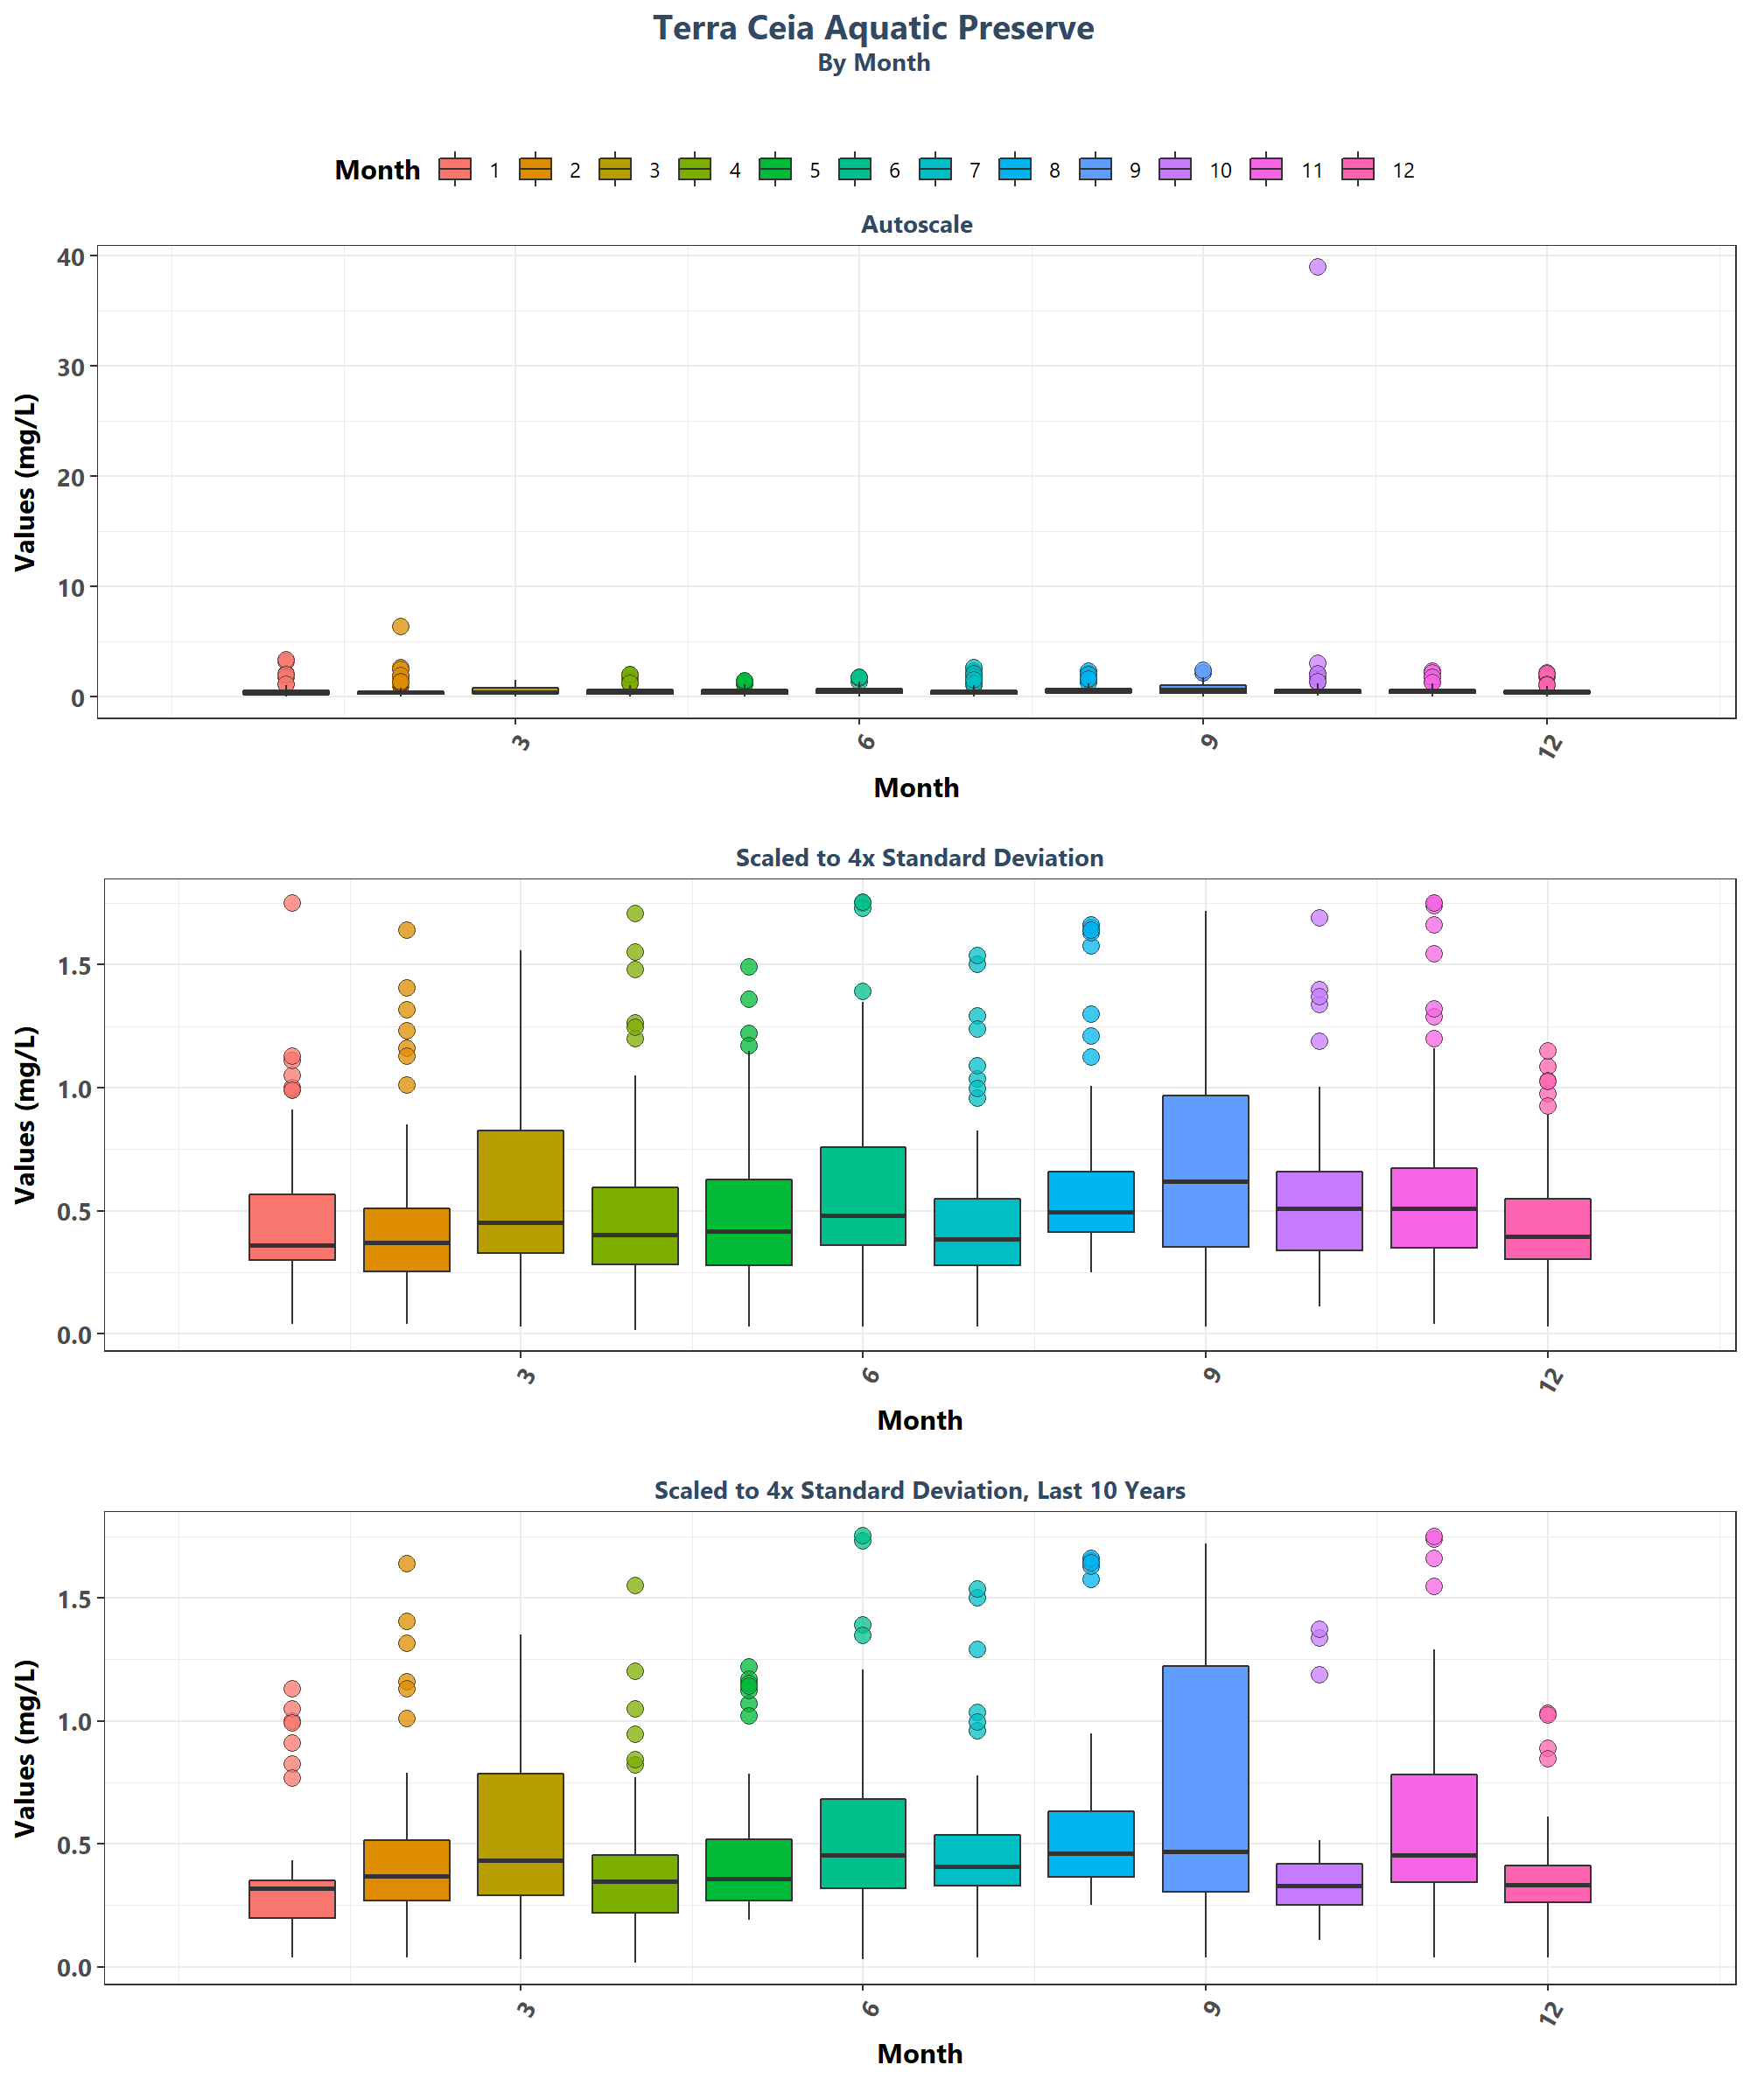 Terra Ceia Aquatic Preserve
By Month
Month 1 2 3 4 5 6 7 8 9 10 11 12
Autoscale
Values (mg/L)
40
30
20
10
0
3 6 9 12
Month
Scaled to 4x Standard Deviation
Values (mg/L)
1.5
1.0
0.5
0.0
3 6 9 12
Month
Scaled to 4x Standard Deviation, Last 10 Years
Values (mg/L)
1.5
1.0
0.5
0.0
3 6 9 12
Month